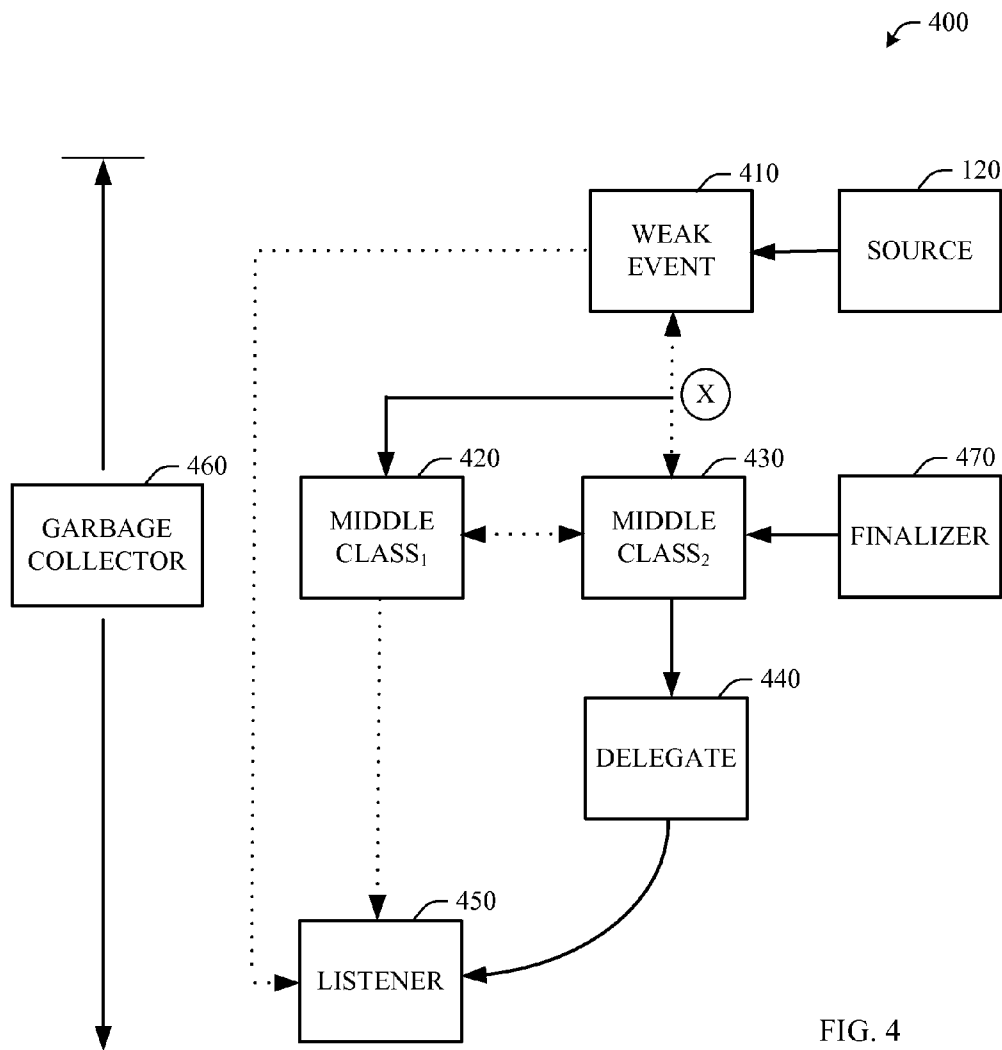 400
410
120
WEAK
EVENT
SOURCE
X
460
420
430
470
GARBAGE
COLLECTOR
MIDDLE
CLASS₁
MIDDLE
CLASS₂
FINALIZER
440
DELEGATE
450
LISTENER
FIG. 4